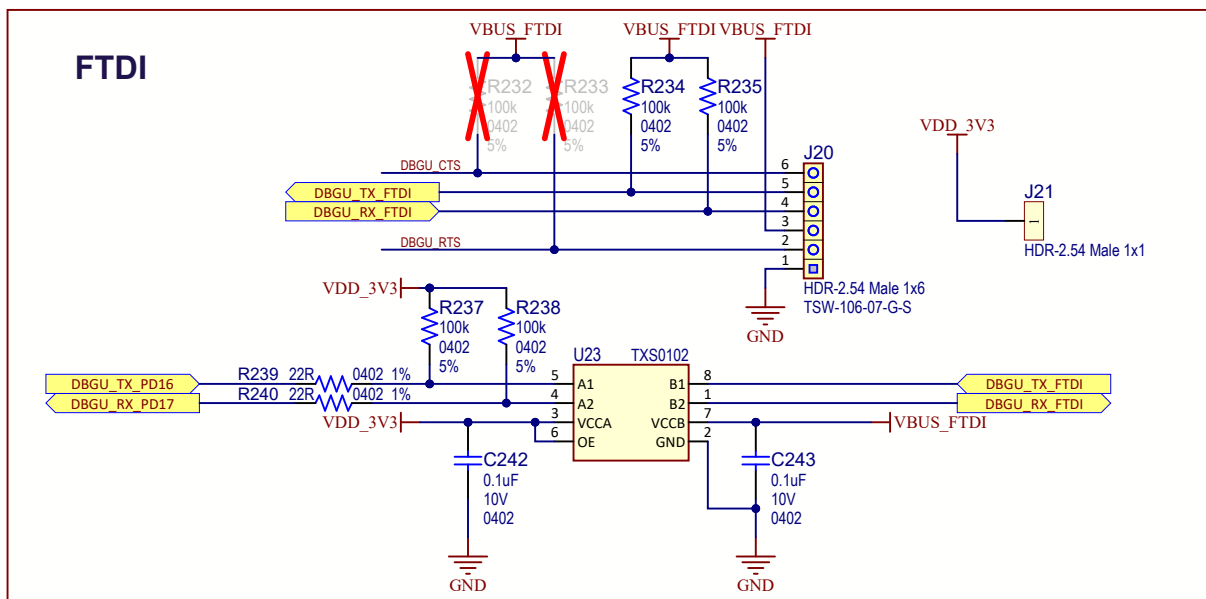 FTDI
VBUS_FTDI
VBUS_FTDI
VBUS_FTDI
R232
100k
0402
5%
R233
100k
0402
5%
R234
100k
0402
5%
R235
100k
0402
5%
VDD_3V3
J20
DBGU_CTS
6
DBGU_TX_FTDI
5
DBGU_RX_FTDI
4
3
DBGU_RTS
2
1
J21
1
HDR-2.54 Male 1x1
HDR-2.54 Male 1x6
TSW-106-07-G-S
GND
VDD_3V3
R237
100k
0402
5%
R238
100k
0402
5%
U23
TXS0102
DBGU_TX_PD16
R239 22R 0402 1%
5 A1
B1 8
DBGU_TX_FTDI
DBGU_RX_PD17
R240 22R 0402 1%
4 A2
B2 1
DBGU_RX_FTDI
VDD_3V3
3 VCCA
VCCB 7
VBUS_FTDI
6 OE
GND 2
C242
0.1uF
10V
0402
C243
0.1uF
10V
0402
GND
GND